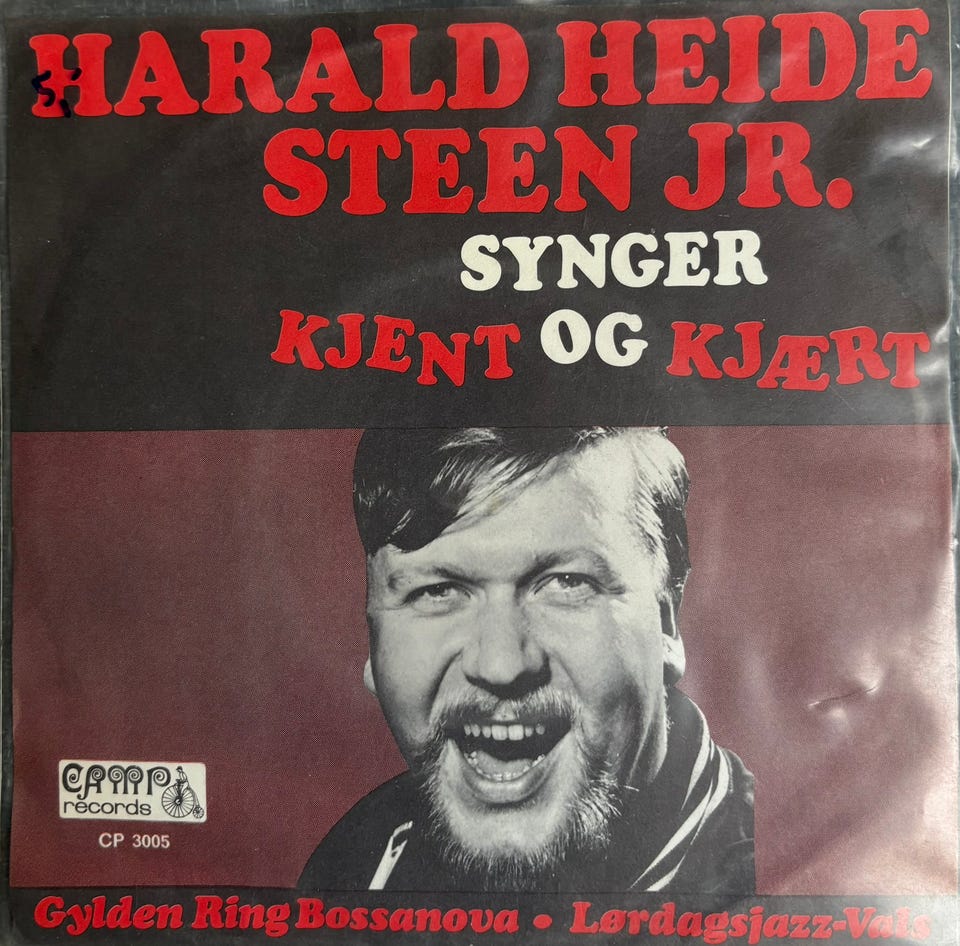 HARALD HEIDE
STEEN JR.
SYNGER
KJENT OG KJÆRT
CAMP
records
CP 3005
Gylden Ring Bossanova • Lørdagsjazz-Vals